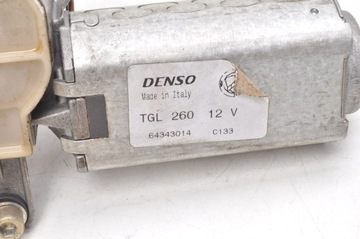 DENSO
Made in Italy
TGL 260 12 V
64343014 C133